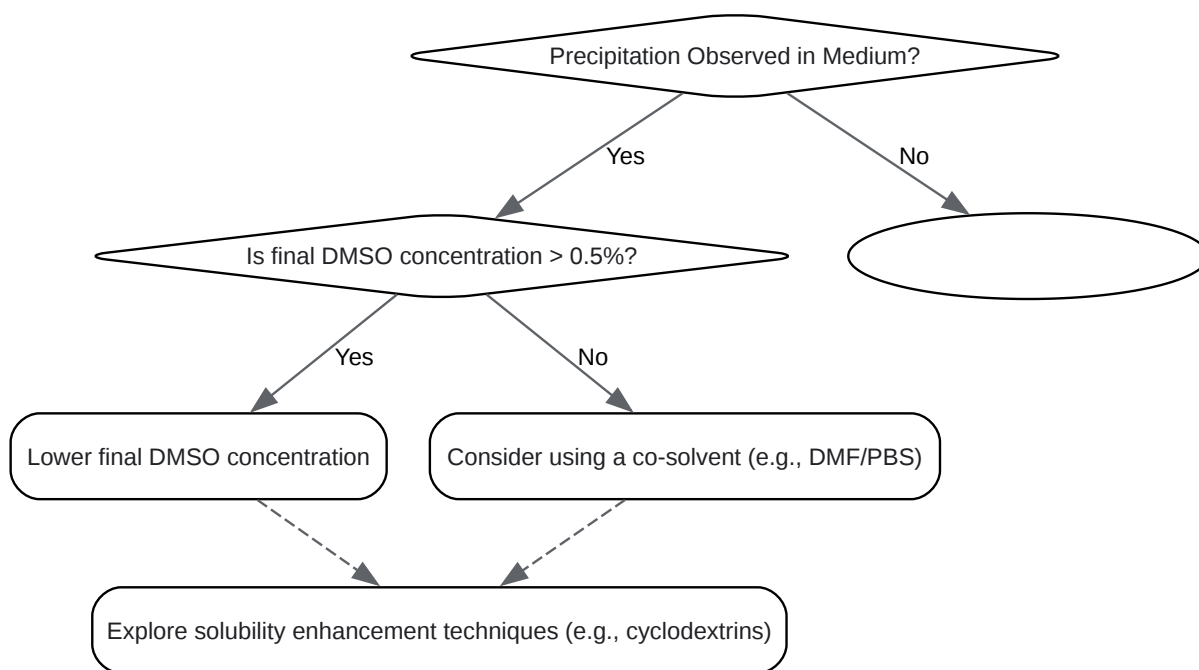 Precipitation Observed in Medium?
Yes
No
Is final DMSO concentration > 0.5%?
Yes
No
Lower final DMSO concentration
Consider using a co-solvent (e.g., DMF/PBS)
Explore solubility enhancement techniques (e.g., cyclodextrins)